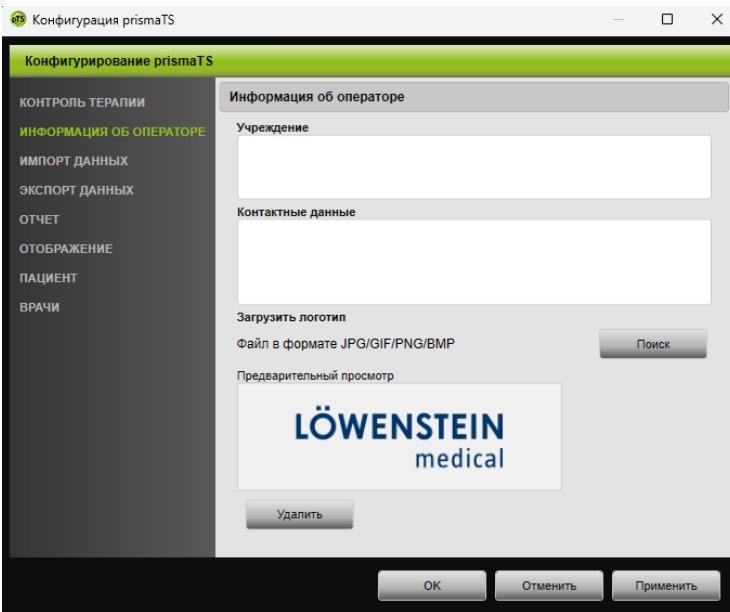 pTS Конфигурация prismaTS
Конфигурирование prismaTS
КОНТРОЛЬ ТЕРАПИИ
ИНФОРМАЦИЯ ОБ ОПЕРАТОРЕ
ИМПОРТ ДАННЫХ
ЭКСПОРТ ДАННЫХ
ОТЧЕТ
ОТОБРАЖЕНИЕ
ПАЦИЕНТ
ВРАЧИ
Информация об операторе
Учреждение
Контактные данные
Загрузить логотип
Файл в формате JPG/GIF/PNG/BMP
Поиск
Предварительный просмотр
LÖWENSTEIN
medical
Удалить
OK
Отменить
Применить